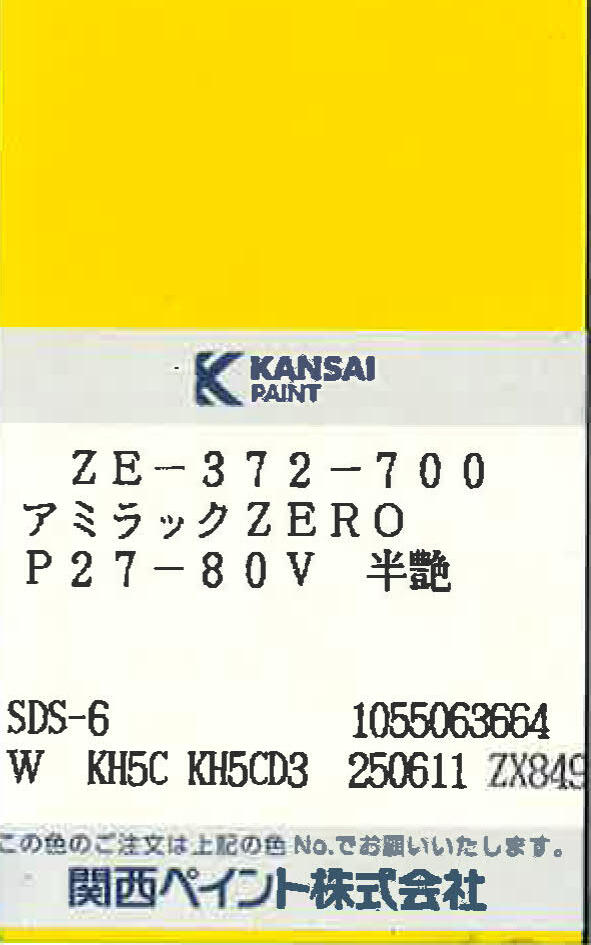 KANSAI
PAINT
ZE-372-700
アミラックZERO
P27-80V 半艶
SDS-6 1055063664
W KH5C KH5CD3 250611 ZX849
この色のご注文は上記の色No.でお願いいたします。
関西ペイント株式会社